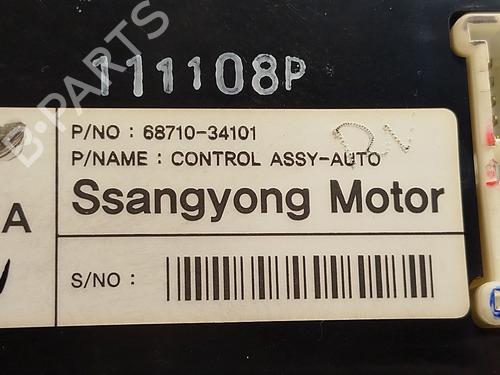 111108P
P/NO : 68710-34101
P/NAME : CONTROL ASSY-AUTO
A
Ssangyong Motor
S/NO :
B-PARTS